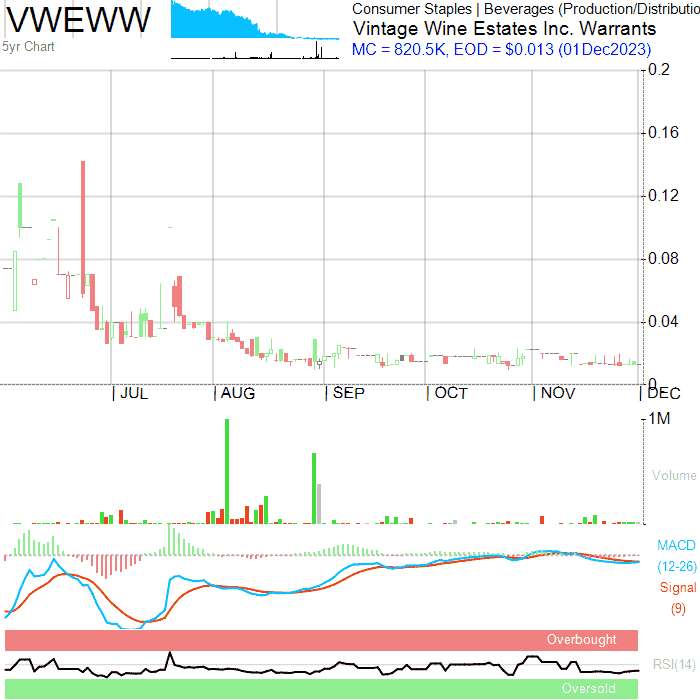 VWEWW
5yr Chart
Consumer Staples | Beverages (Production/Distributio
Vintage Wine Estates Inc. Warrants
MC = 820.5K, EOD = $0.013 (01Dec2023)
0.2
0.16
0.12
0.08
0.04
0
| JUL | AUG | SEP | OCT | NOV | DEC
1M
Volume
MACD
(12-26)
Signal
(9)
Overbought
RSI(14)
Oversold